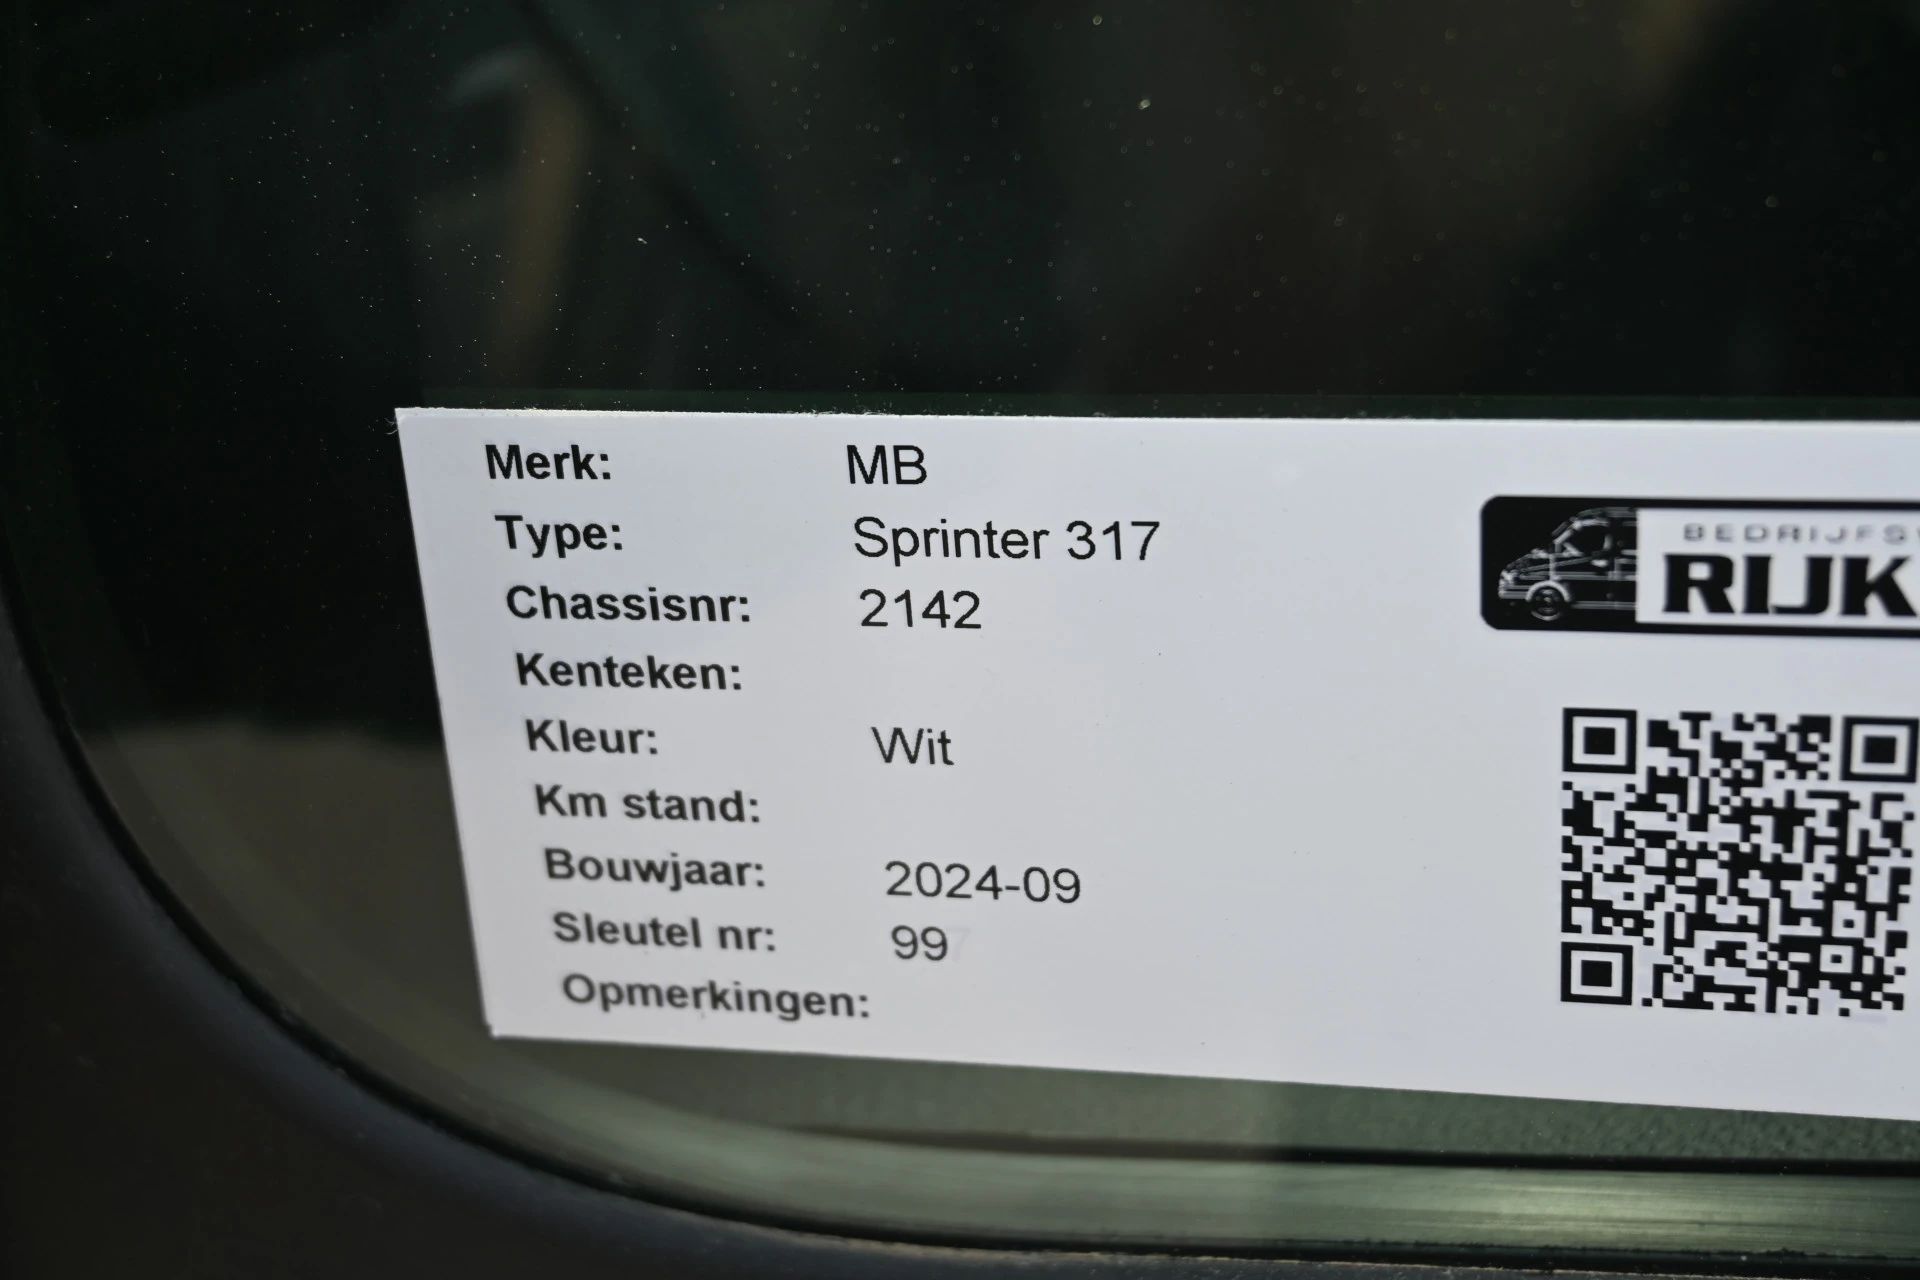 Merk: MB
Type: Sprinter 317
Chassisnr: 2142
Kenteken:
Kleur: Wit
Km stand:
Bouwjaar: 2024-09
Sleutel nr: 99
Opmerkingen:
BEDRIJFS
RIJK